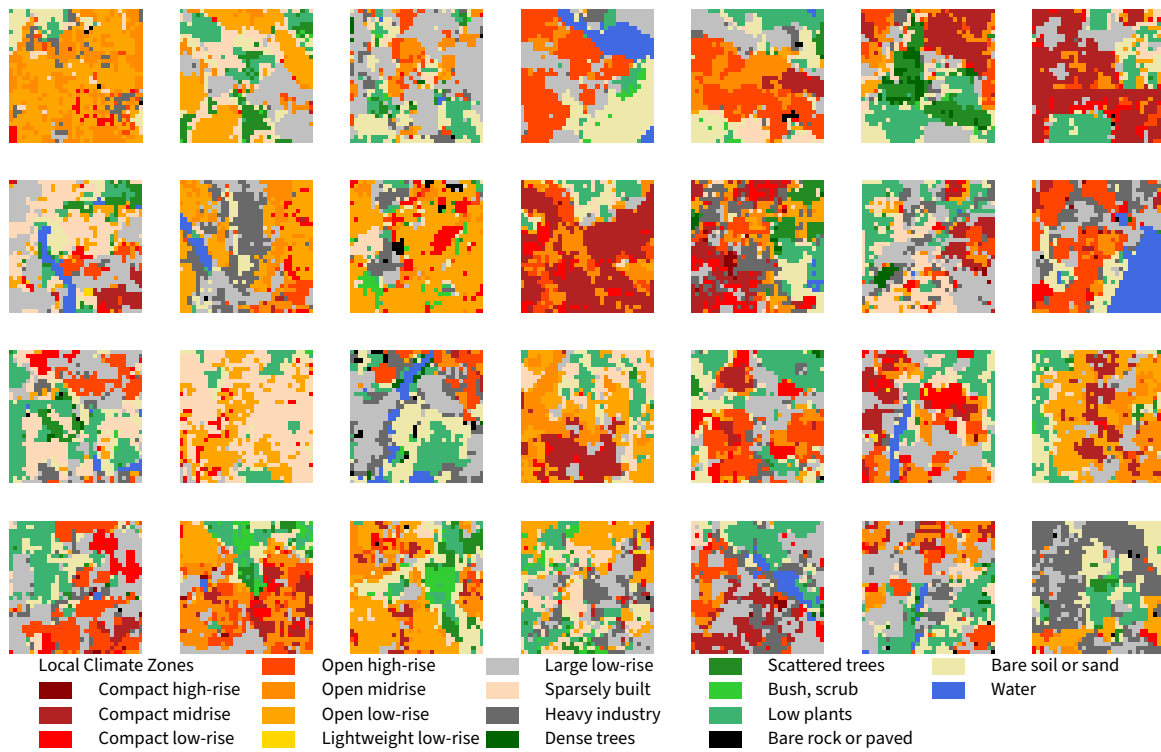 Local Climate Zones
Compact high-rise
Compact midrise
Compact low-rise
Open high-rise
Open midrise
Open low-rise
Lightweight low-rise
Large low-rise
Sparsely built
Heavy industry
Dense trees
Scattered trees
Bush, scrub
Low plants
Bare rock or paved
Bare soil or sand
Water